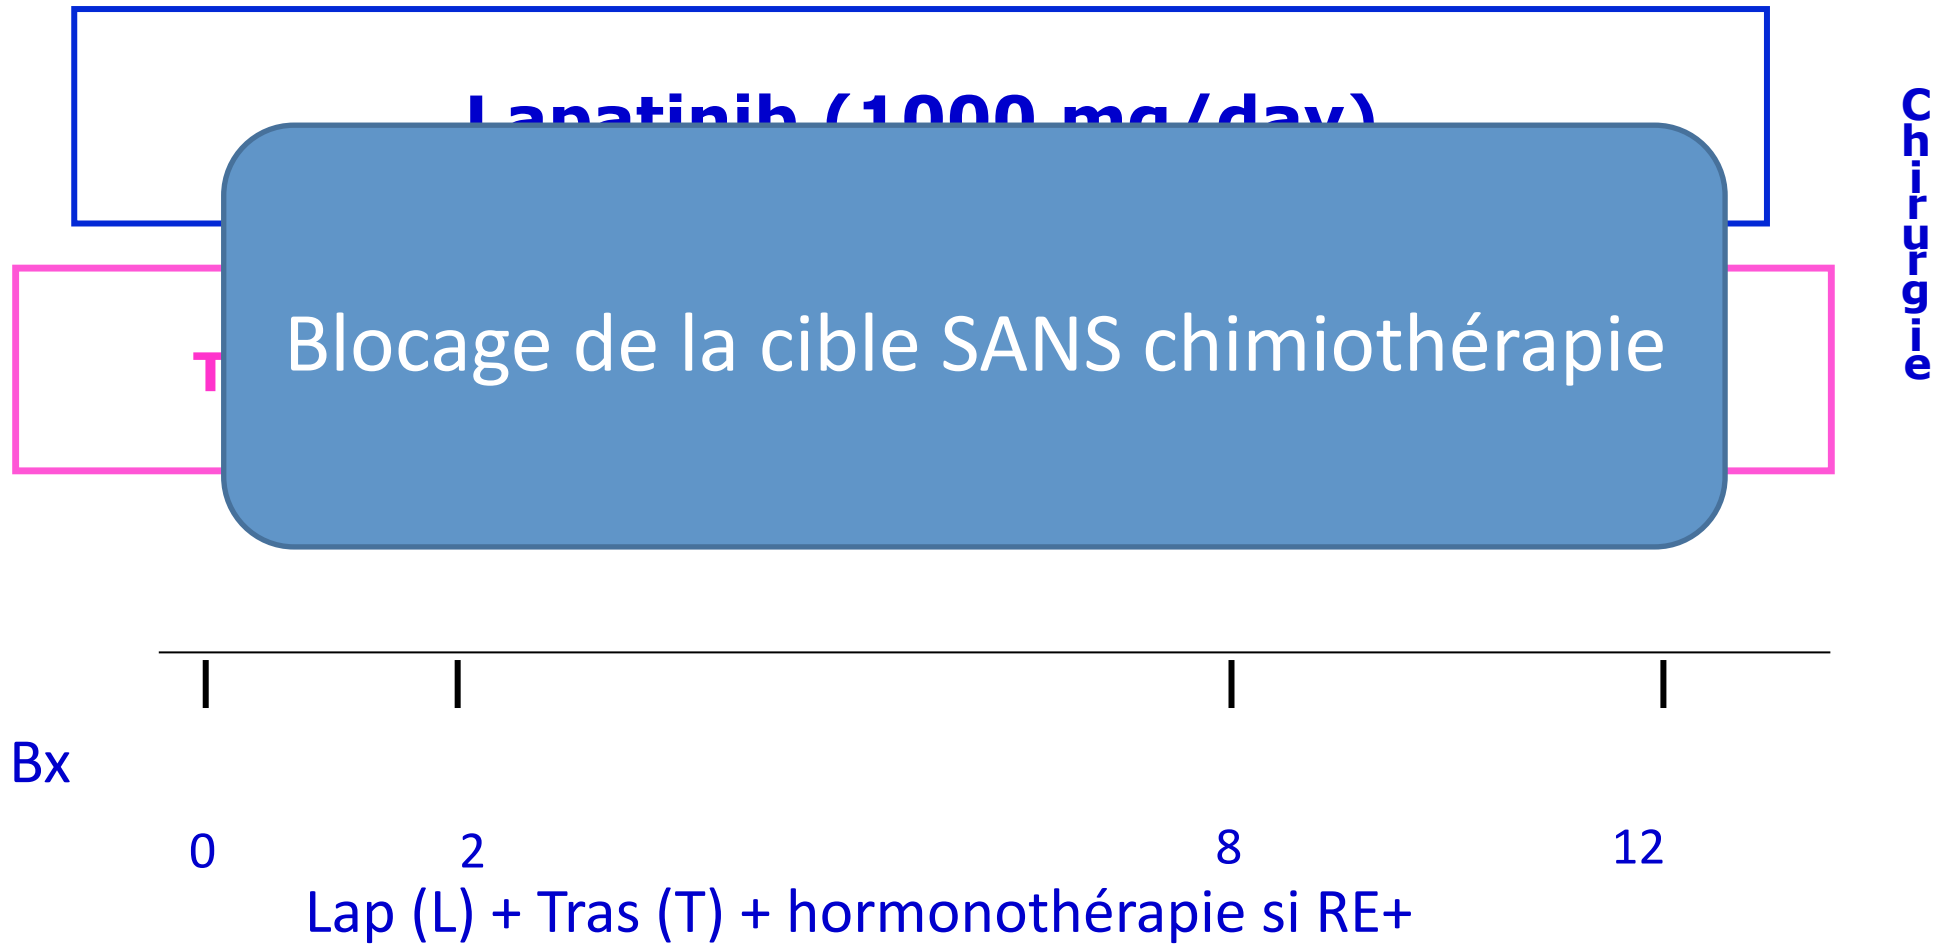 Lapatinib (1000 mg/day)
Blocage de la cible SANS chimiothérapie
T
Chirurgie
Bx
0 2 8 12
Lap (L) + Tras (T) + hormonothérapie si RE+